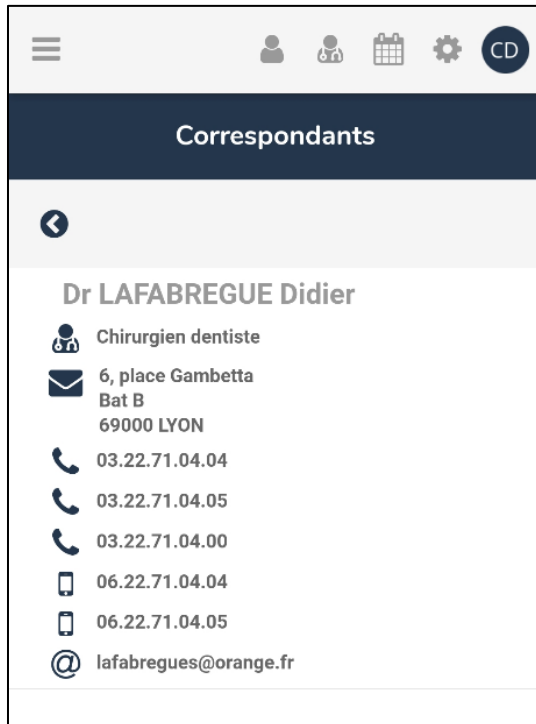 CD
Correspondants
Dr LAFABREGUE Didier
Chirurgien dentiste
6, place Gambetta
Bat B
69000 LYON
03.22.71.04.04
03.22.71.04.05
03.22.71.04.00
06.22.71.04.04
06.22.71.04.05
@ lafabregues@orange.fr